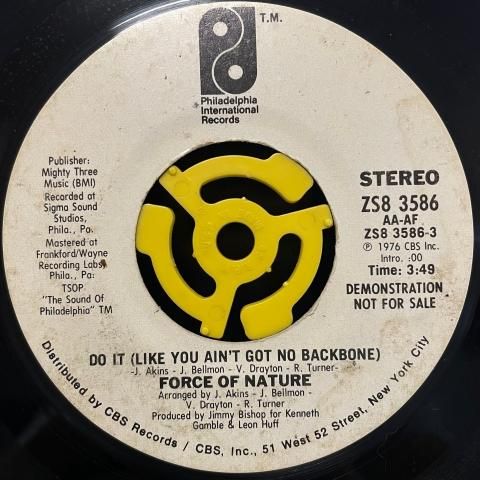 T.M.
Philadelphia
International
Records
Publisher:
Mighty Three
Music (BMI)
Recorded at
Sigma Sound
Studios,
Phila., Pa.
Mastered at
Frankford/Wayne
Recording Labs
Phila., Pa.
TSOP
"The Sound Of
Philadelphia" TM
STEREO
ZS8 3586
AA-AF
ZS8 3586-3
℗ 1976 CBS Inc.
Intro. :00
Time: 3:49
DEMONSTRATION
NOT FOR SALE
DO IT (LIKE YOU AIN'T GOT NO BACKBONE)
-J. Akins - J. Bellmon - V. Drayton - R. Turner-
FORCE OF NATURE
Arranged by J. Akins - J. Bellmon -
V. Drayton - R. Turner
Produced by Jimmy Bishop for Kenneth
Gamble & Leon Huff
Distributed by CBS Records / CBS, Inc., 51 West 52 Street, New York City